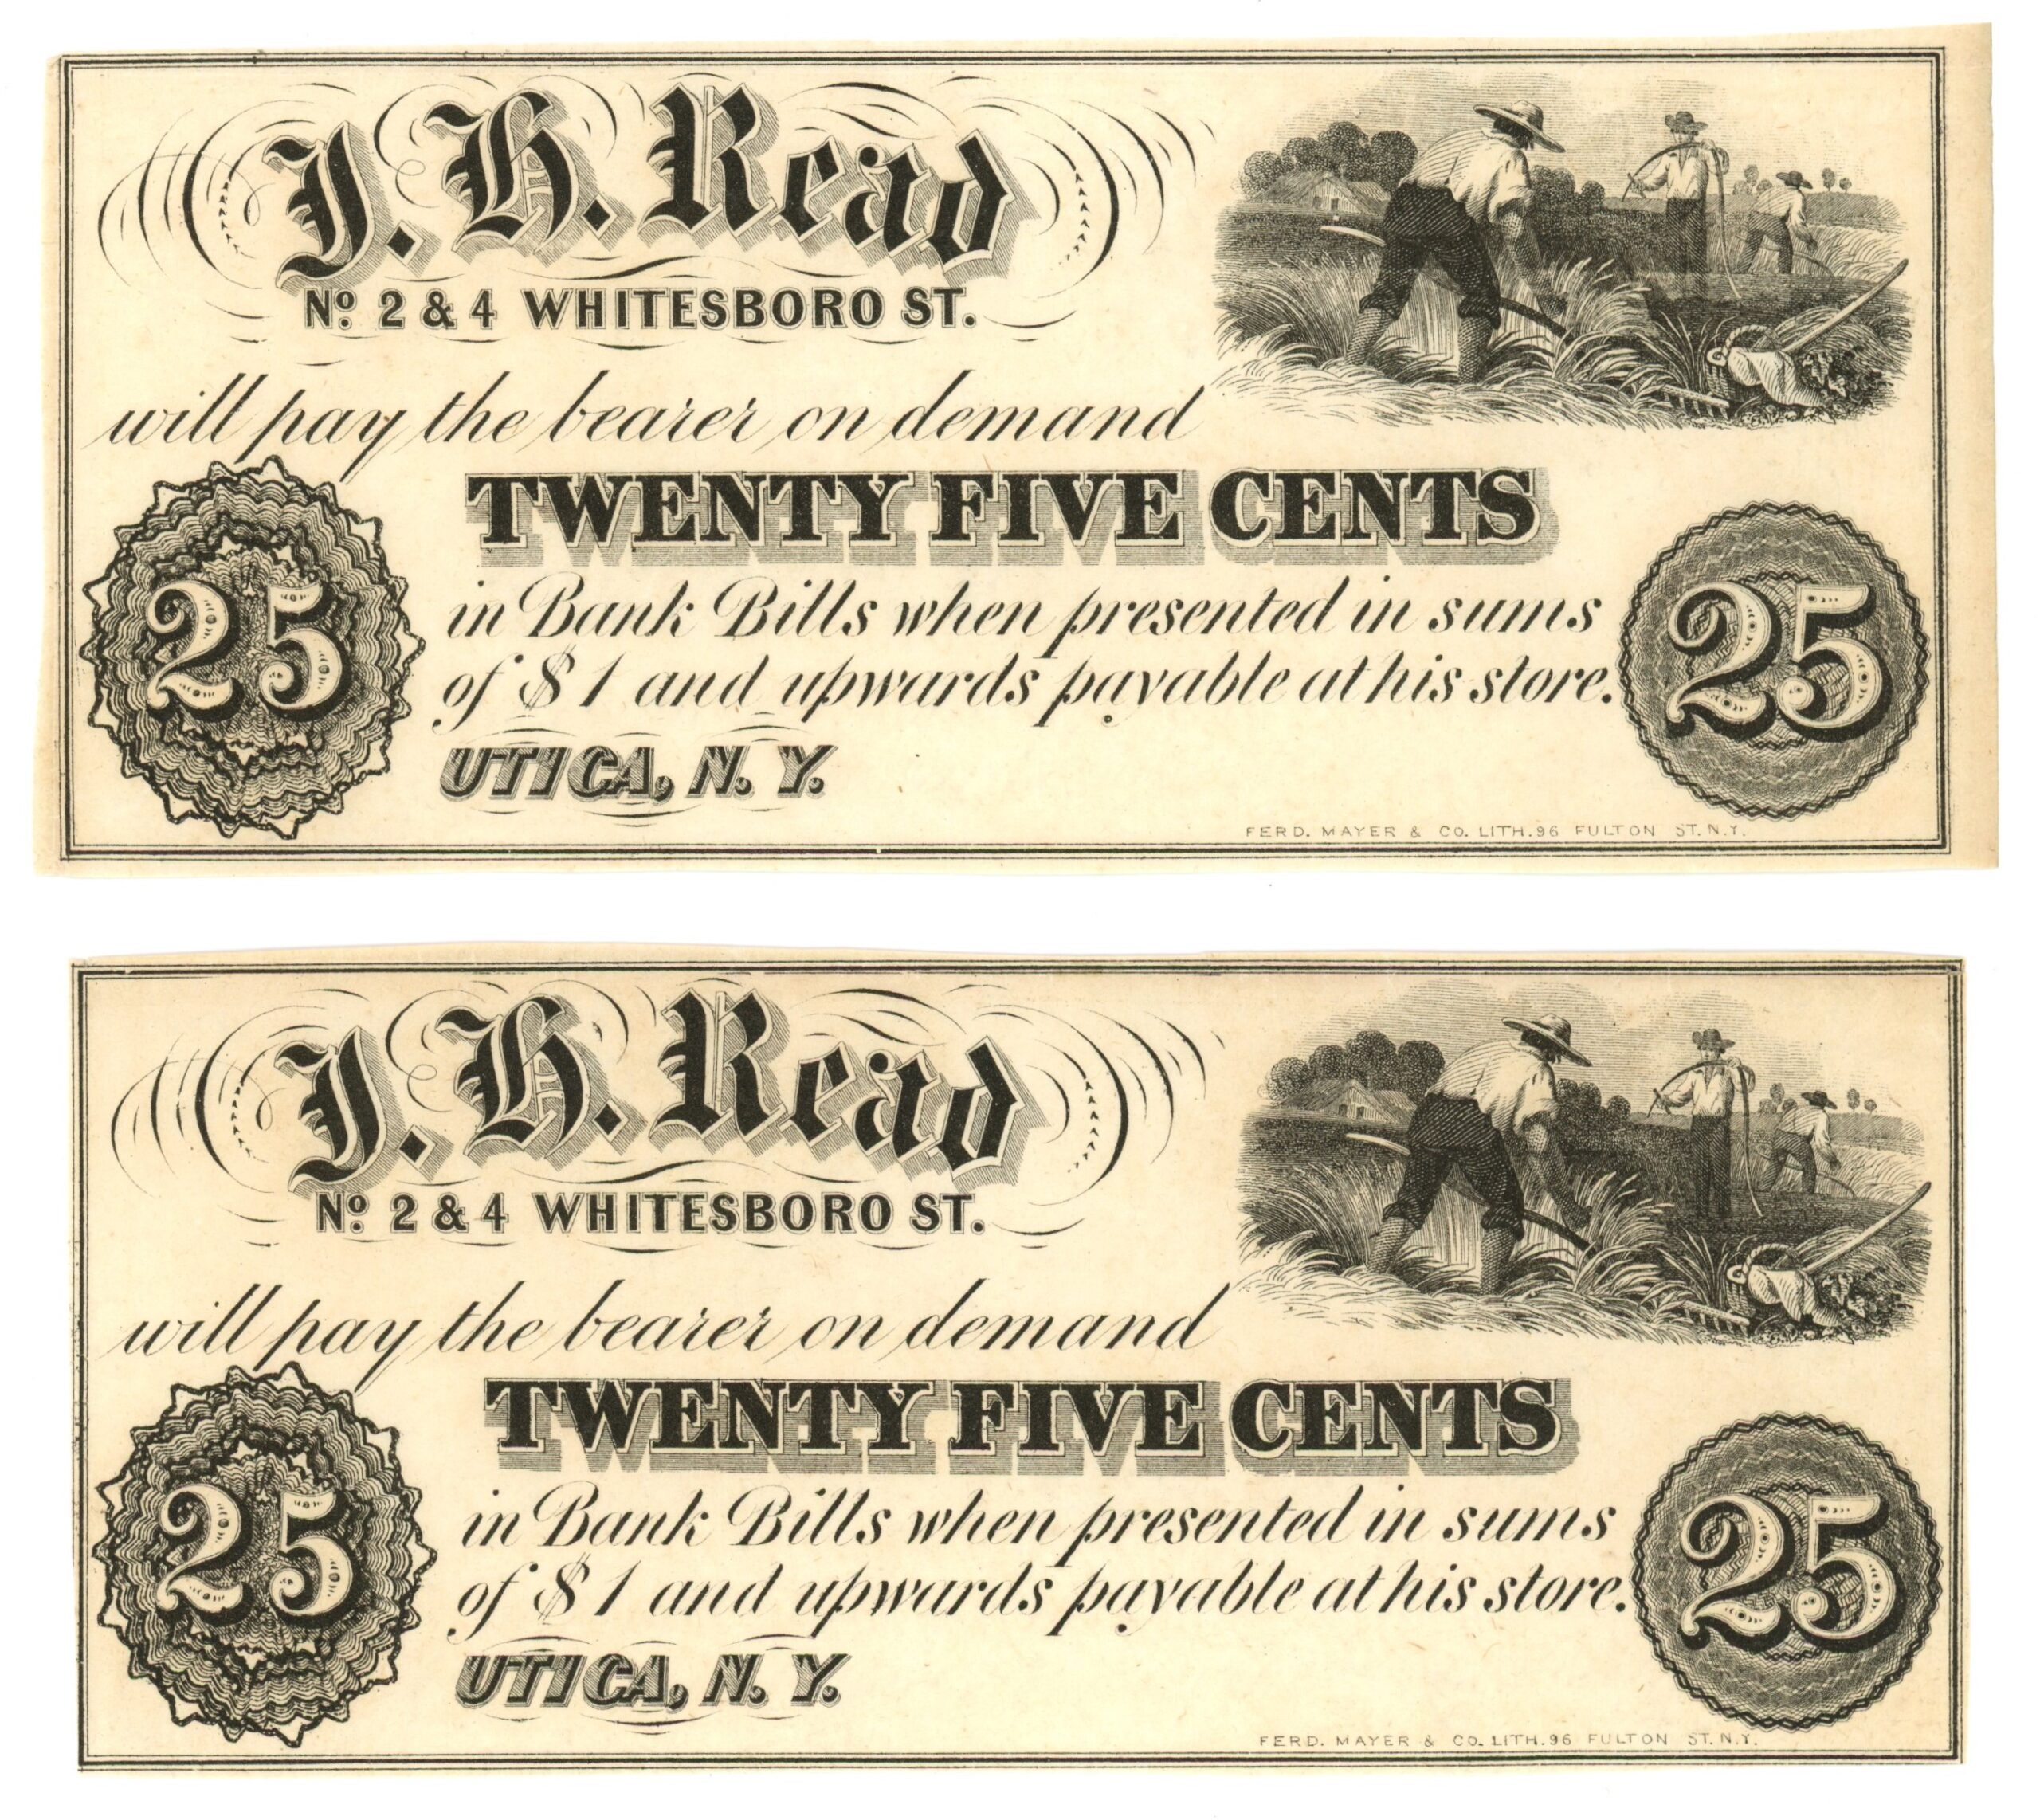 J. H. Read
No. 2 & 4 WHITESBORO ST.
will pay the bearer on demand
TWENTY FIVE CENTS
25
in Bank Bills when presented in sums
of $1 and upwards payable at his store.
25
UTICA, N. Y.
FERD. MAYER & CO. LITH. 96 FULTON ST. N.Y.
J. H. Read
No. 2 & 4 WHITESBORO ST.
will pay the bearer on demand
TWENTY FIVE CENTS
25
in Bank Bills when presented in sums
of $1 and upwards payable at his store.
25
UTICA, N. Y.
FERD. MAYER & CO. LITH. 96 FULTON ST. N.Y.